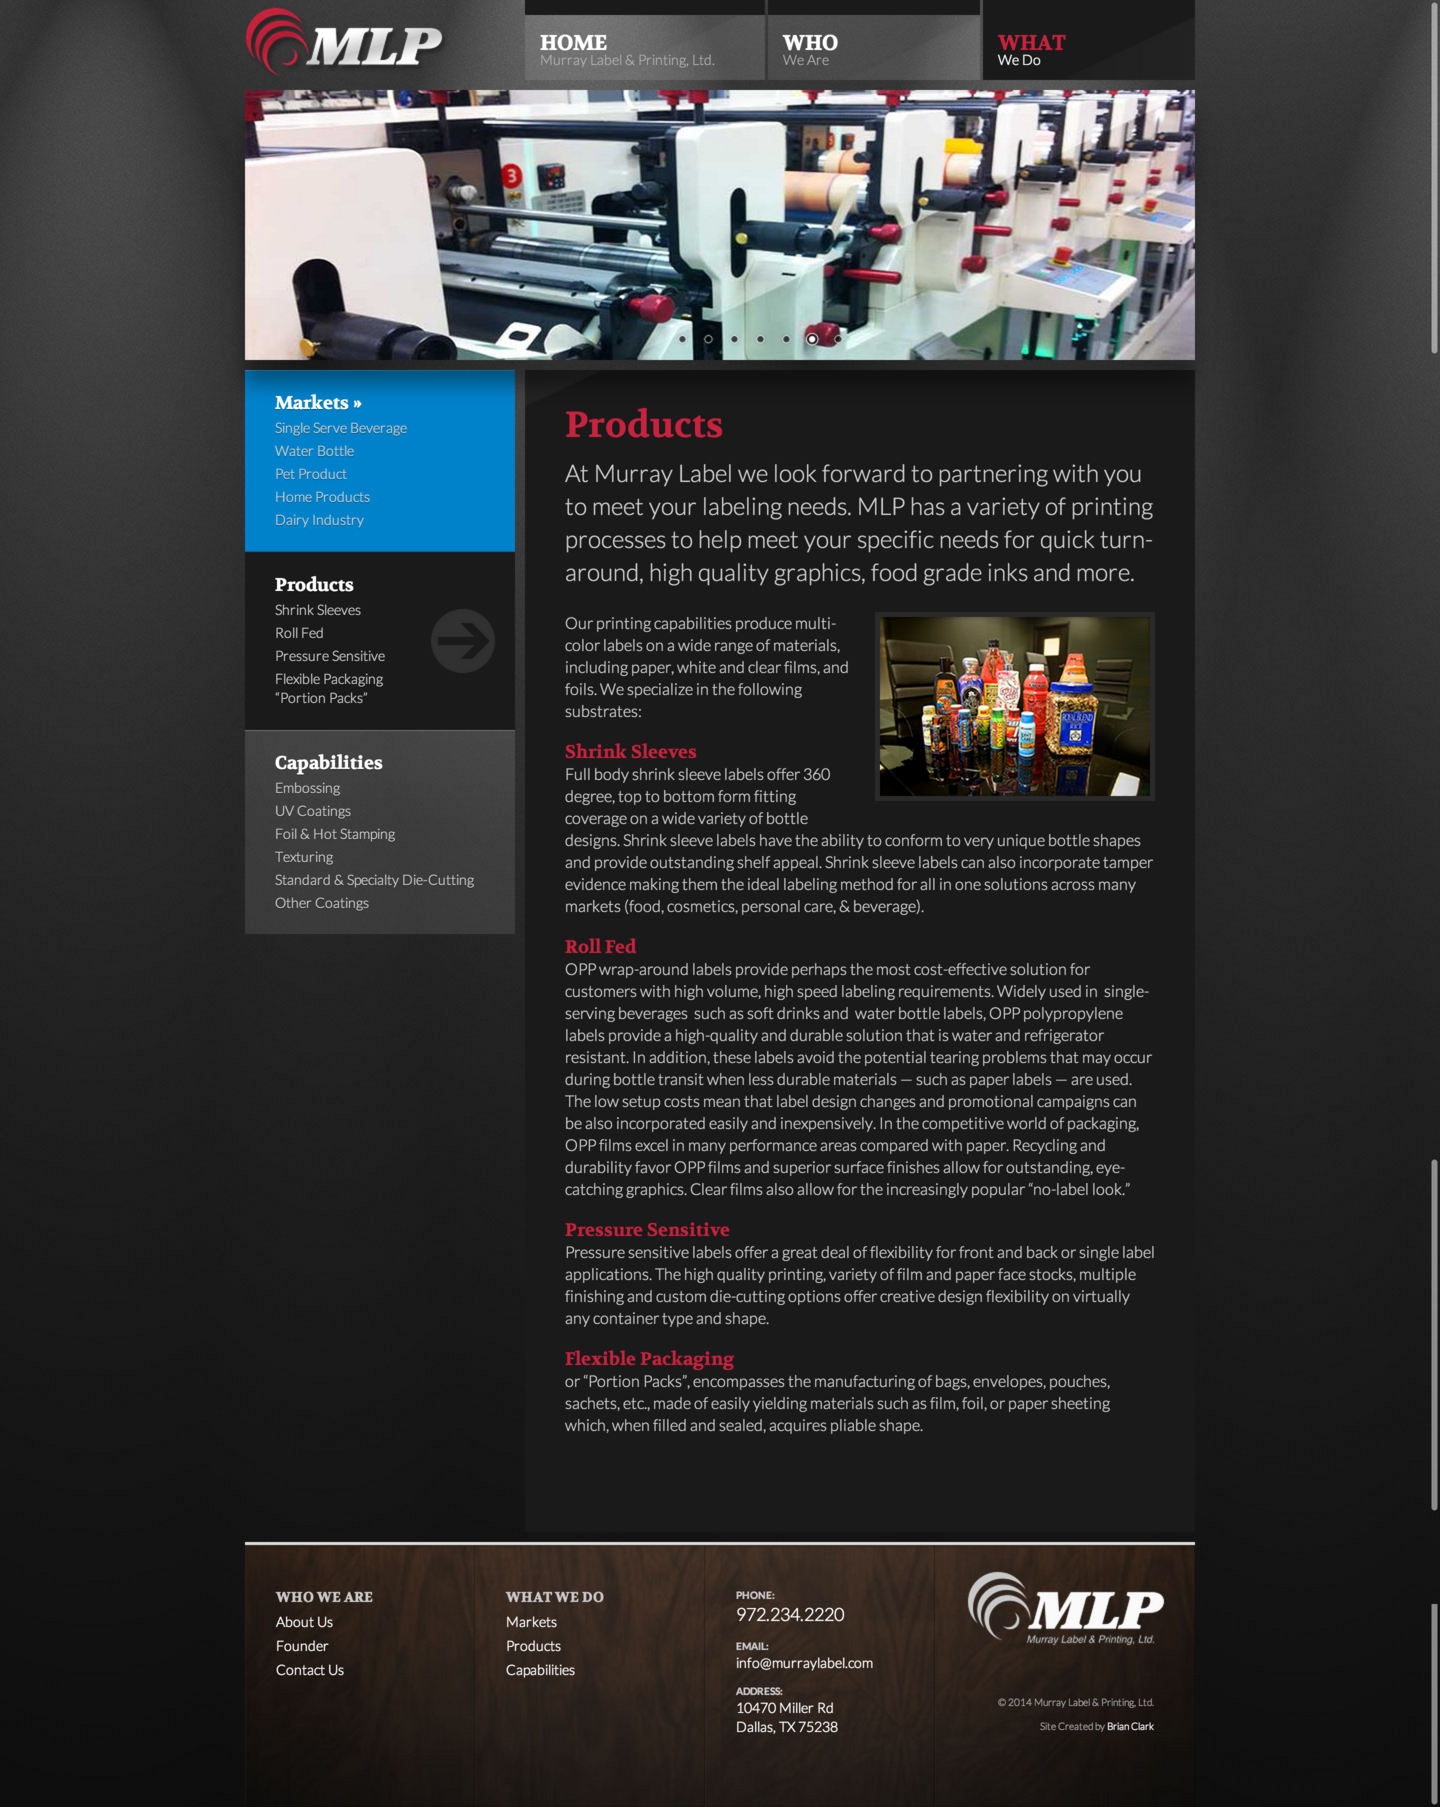 MLP
HOME
Murray Label & Printing, Ltd.
WHO
We Are
WHAT
We Do
3
Markets »
Single Serve Beverage
Water Bottle
Pet Product
Home Products
Dairy Industry
Products
Shrink Sleeves
Roll Fed
Pressure Sensitive
Flexible Packaging
“Portion Packs”
Capabilities
Embossing
UV Coatings
Foil & Hot Stamping
Texturing
Standard & Specialty Die-Cutting
Other Coatings
Products
At Murray Label we look forward to partnering with you
to meet your labeling needs. MLP has a variety of printing
processes to help meet your specific needs for quick turn-
around, high quality graphics, food grade inks and more.
Our printing capabilities produce multi-
color labels on a wide range of materials,
including paper, white and clear films, and
foils. We specialize in the following
substrates:
Shrink Sleeves
Full body shrink sleeve labels offer 360
degree, top to bottom form fitting
coverage on a wide variety of bottle
designs. Shrink sleeve labels have the ability to conform to very unique bottle shapes
and provide outstanding shelf appeal. Shrink sleeve labels can also incorporate tamper
evidence making them the ideal labeling method for all in one solutions across many
markets (food, cosmetics, personal care, & beverage).
Roll Fed
OPP wrap-around labels provide perhaps the most cost-effective solution for
customers with high volume, high speed labeling requirements. Widely used in single-
serving beverages such as soft drinks and water bottle labels, OPP polypropylene
labels provide a high-quality and durable solution that is water and refrigerator
resistant. In addition, these labels avoid the potential tearing problems that may occur
during bottle transit when less durable materials — such as paper labels — are used.
The low setup costs mean that label design changes and promotional campaigns can
be also incorporated easily and inexpensively. In the competitive world of packaging,
OPP films excel in many performance areas compared with paper. Recycling and
durability favor OPP films and superior surface finishes allow for outstanding, eye-
catching graphics. Clear films also allow for the increasingly popular “no-label look.”
Pressure Sensitive
Pressure sensitive labels offer a great deal of flexibility for front and back or single label
applications. The high quality printing, variety of film and paper face stocks, multiple
finishing and custom die-cutting options offer creative design flexibility on virtually
any container type and shape.
Flexible Packaging
or “Portion Packs”, encompasses the manufacturing of bags, envelopes, pouches,
sachets, etc., made of easily yielding materials such as film, foil, or paper sheeting
which, when filled and sealed, acquires pliable shape.
WHO WE ARE
About Us
Founder
Contact Us
WHAT WE DO
Markets
Products
Capabilities
PHONE:
972.234.2220
EMAIL:
info@murraylabel.com
ADDRESS:
10470 Miller Rd
Dallas, TX 75238
MLP
Murray Label & Printing, Ltd.
© 2014 Murray Label & Printing, Ltd.
Site Created by Brian Clark